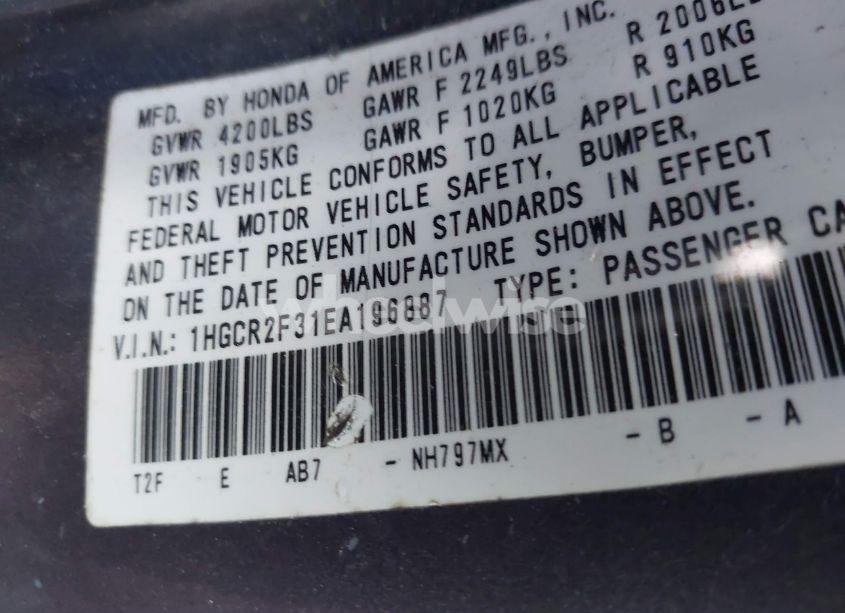 MFD. BY HONDA OF AMERICA MFG., INC.
GVWR 4200LBS GAWR F 2249LBS R 2006LB
GVWR 1905KG GAWR F 1020KG R 910KG
THIS VEHICLE CONFORMS TO ALL APPLICABLE
FEDERAL MOTOR VEHICLE SAFETY, BUMPER,
AND THEFT PREVENTION STANDARDS IN EFFECT
ON THE DATE OF MANUFACTURE SHOWN ABOVE.
V.I.N.: 1HGCR2F31EA196887 TYPE: PASSENGER CA
wheelwise
T2F E AB7 - NH797MX - B - A